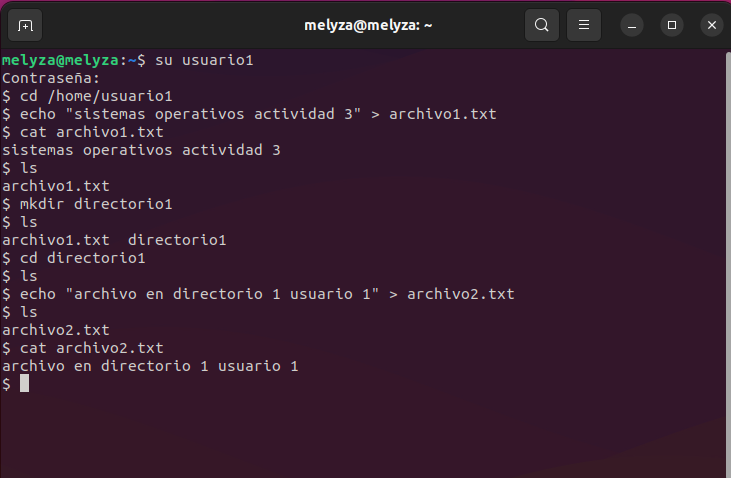 melyza@melyza: ~
melyza@melyza:~$ su usuario1
Contraseña:
$ cd /home/usuario1
$ echo "sistemas operativos actividad 3" > archivo1.txt
$ cat archivo1.txt
sistemas operativos actividad 3
$ ls
archivo1.txt
$ mkdir directorio1
$ ls
archivo1.txt  directorio1
$ cd directorio1
$ ls
$ echo "archivo en directorio 1 usuario 1" > archivo2.txt
$ ls
archivo2.txt
$ cat archivo2.txt
archivo en directorio 1 usuario 1
$